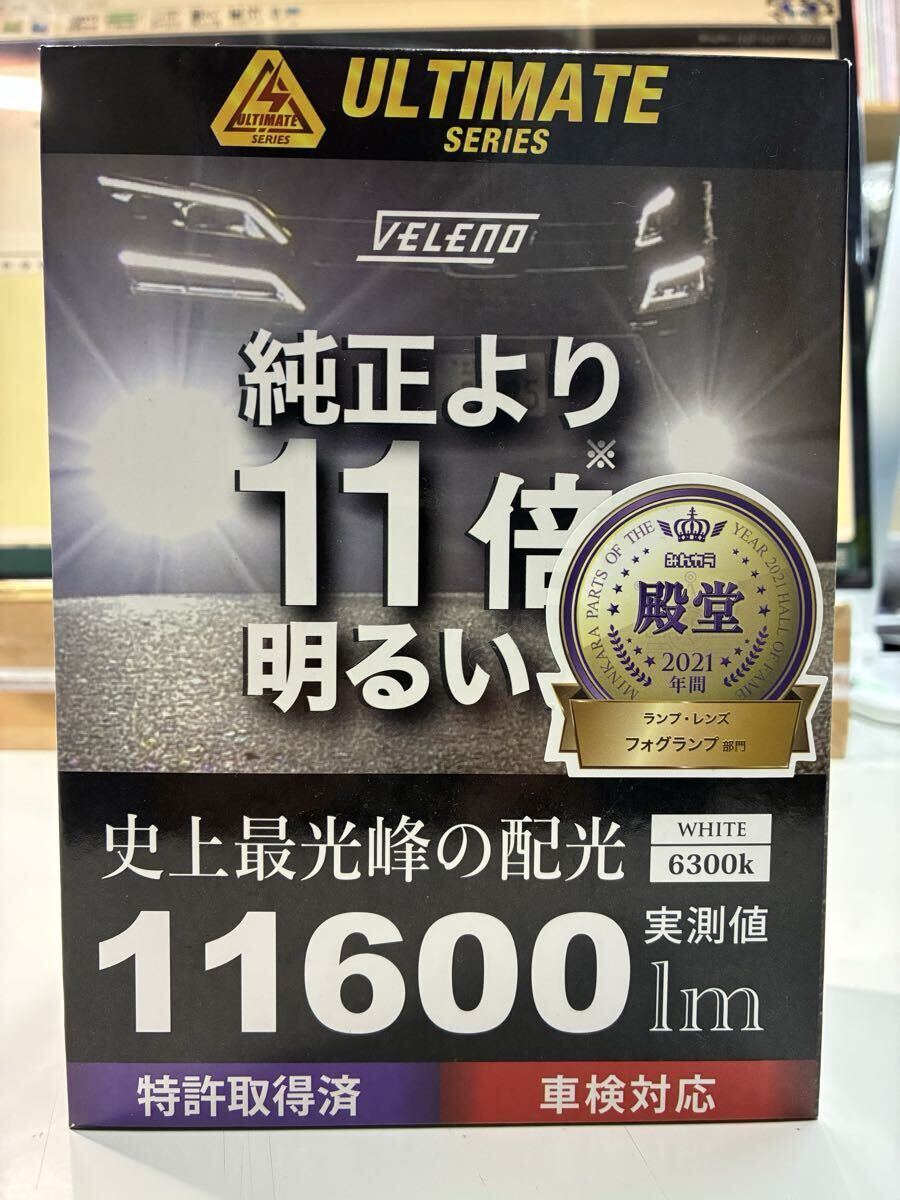 ULTIMATE
SERIES
ULTIMATE
SERIES
VELENO
純正より
※
11倍
明るい
MINKARA PARTS OF THE YEAR 2021 HALL OF FAME
みんカラ
殿堂
2021
年間
ランプ・レンズ
フォグランプ 部門
史上最光峰の配光
WHITE
6300k
11600
実測値
lm
特許取得済
車検対応